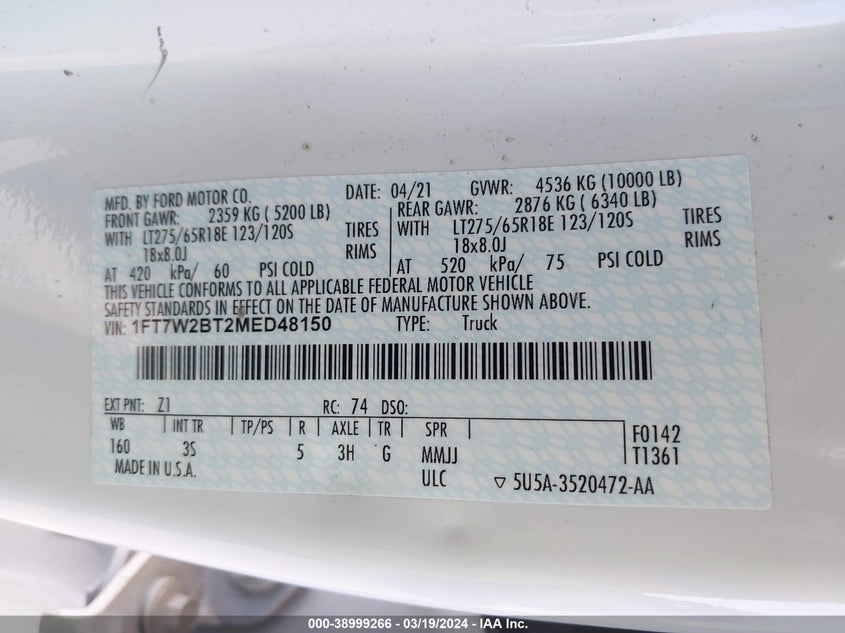 MFD. BY FORD MOTOR CO. DATE: 04/21 GVWR: 4536 KG (10000 LB)
FRONT GAWR: 2359 KG ( 5200 LB) REAR GAWR: 2876 KG ( 6340 LB)
WITH LT275/65R18E 123/120S TIRES WITH LT275/65R18E 123/120S TIRES
18x8.0J RIMS 18x8.0J RIMS
AT 420 kPa/ 60 PSI COLD AT 520 kPa/ 75 PSI COLD
THIS VEHICLE CONFORMS TO ALL APPLICABLE FEDERAL MOTOR VEHICLE
SAFETY STANDARDS IN EFFECT ON THE DATE OF MANUFACTURE SHOWN ABOVE.
VIN: 1FT7W2BT2MED48150 TYPE: Truck
EXT PNT: Z1 RC: 74 DSO:
WB INT TR TP/PS R AXLE TR SPR F0142
160 3S 5 3H G MMJJ T1361
MADE IN U.S.A. ULC ▽ 5U5A-3520472-AA
000-38999266 - 03/19/2024 - IAA Inc.